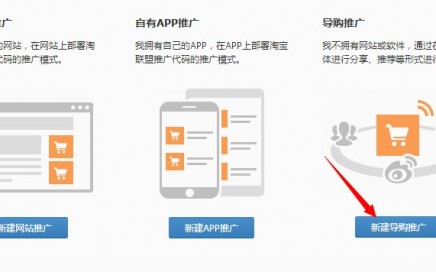 推广
自有APP推广
导购推广
的网站，在网站上部署淘
代码的推广模式。
我拥有自己的APP，在APP上部署淘宝
联盟推广代码的推广模式。
我不拥有网站或软件，通过在
体进行分享、推荐等形式进行
新建网站推广
新建APP推广
新建导购推广